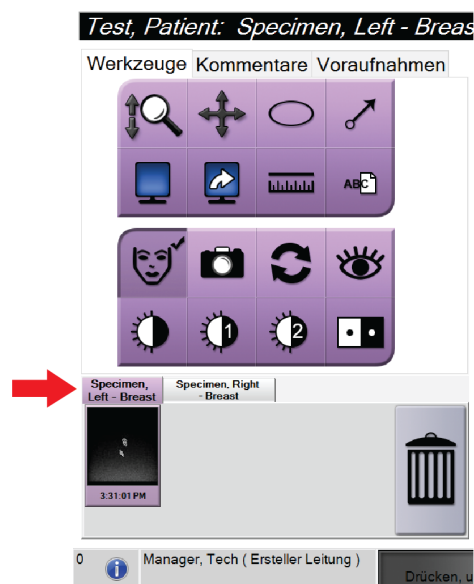 Test, Patient: Specimen, Left - Breas
Werkzeuge Kommentare Voraufnahmen
ABC
1 2
Specimen, Left - Breast
Specimen, Right - Breast
3:31:01 PM
0 Manager, Tech ( Ersteller Leitung )
Drücken, u